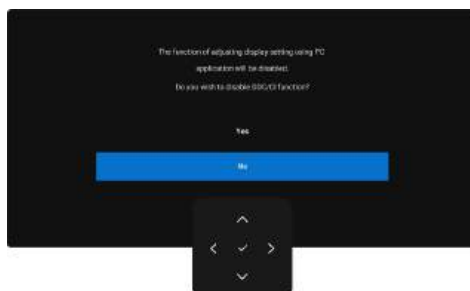 The function of adjusting display setting using PC
application will be disabled.
Do you wish to disable DDC/CI function?
Yes
No